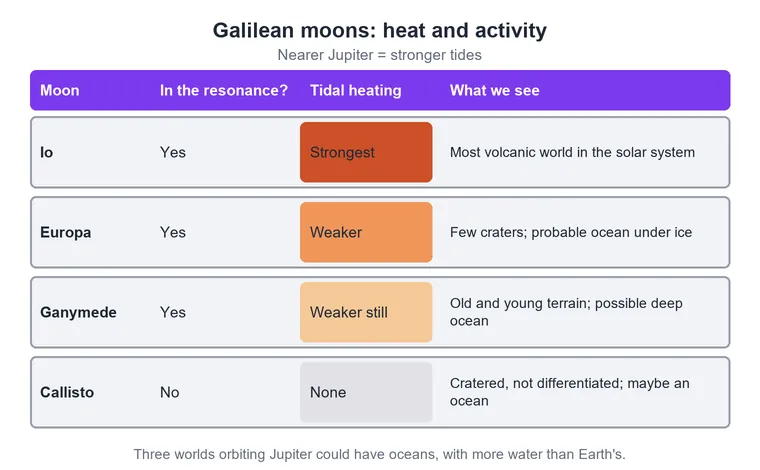 Galilean moons: heat and activity
Nearer Jupiter = stronger tides
Moon In the resonance? Tidal heating What we see
Io Yes Strongest Most volcanic world in the solar system
Europa Yes Weaker Few craters; probable ocean under ice
Ganymede Yes Weaker still Old and young terrain; possible deep
ocean
Callisto No None Cratered, not differentiated; maybe an
ocean
Three worlds orbiting Jupiter could have oceans, with more water than Earth's.